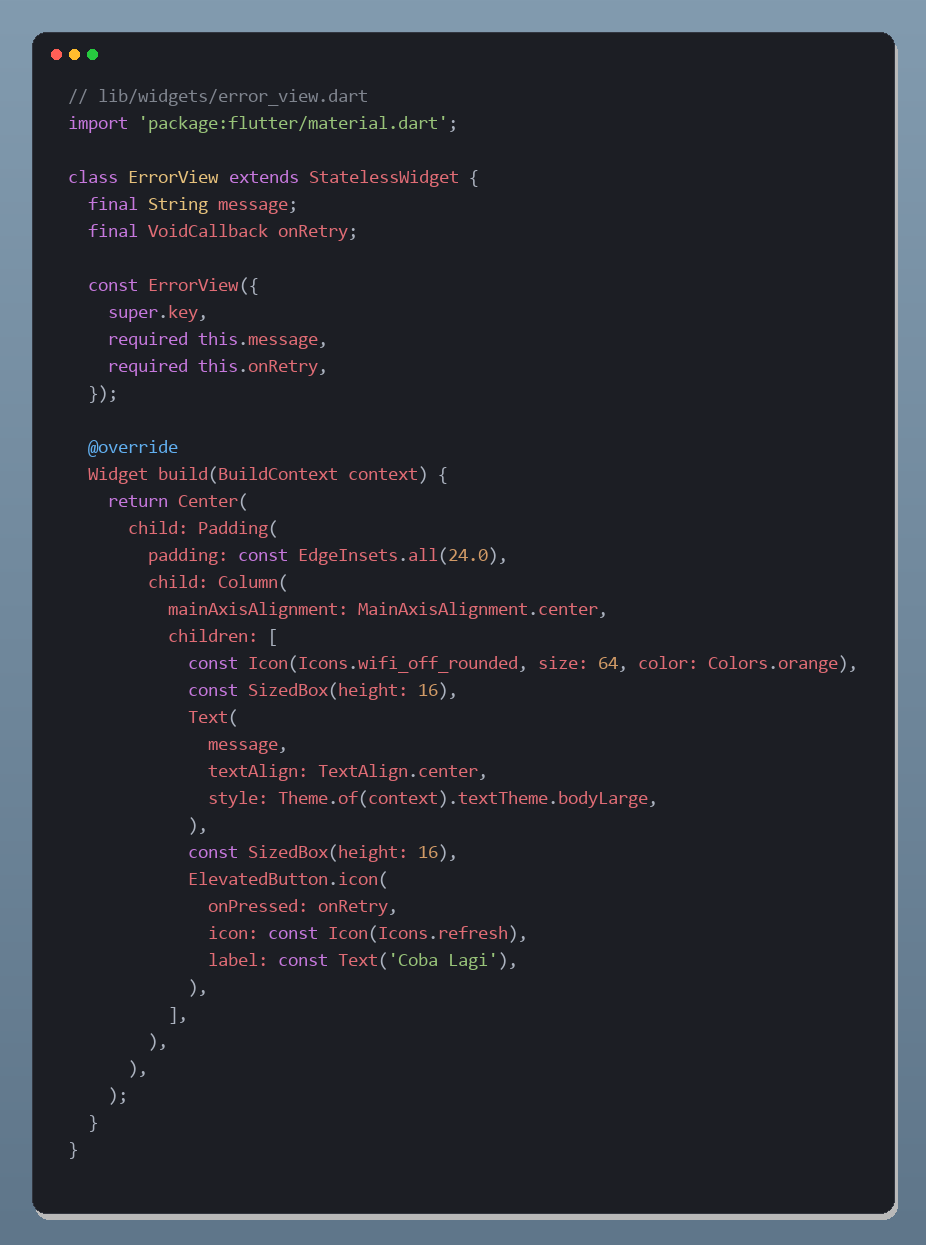 // lib/widgets/error_view.dart
import 'package:flutter/material.dart';

class ErrorView extends StatelessWidget {
  final String message;
  final VoidCallback onRetry;

  const ErrorView({
    super.key,
    required this.message,
    required this.onRetry,
  });

  @override
  Widget build(BuildContext context) {
    return Center(
      child: Padding(
        padding: const EdgeInsets.all(24.0),
        child: Column(
          mainAxisAlignment: MainAxisAlignment.center,
          children: [
            const Icon(Icons.wifi_off_rounded, size: 64, color: Colors.orange),
            const SizedBox(height: 16),
            Text(
              message,
              textAlign: TextAlign.center,
              style: Theme.of(context).textTheme.bodyLarge,
            ),
            const SizedBox(height: 16),
            ElevatedButton.icon(
              onPressed: onRetry,
              icon: const Icon(Icons.refresh),
              label: const Text('Coba Lagi'),
            ),
          ],
        ),
      ),
    );
  }
}